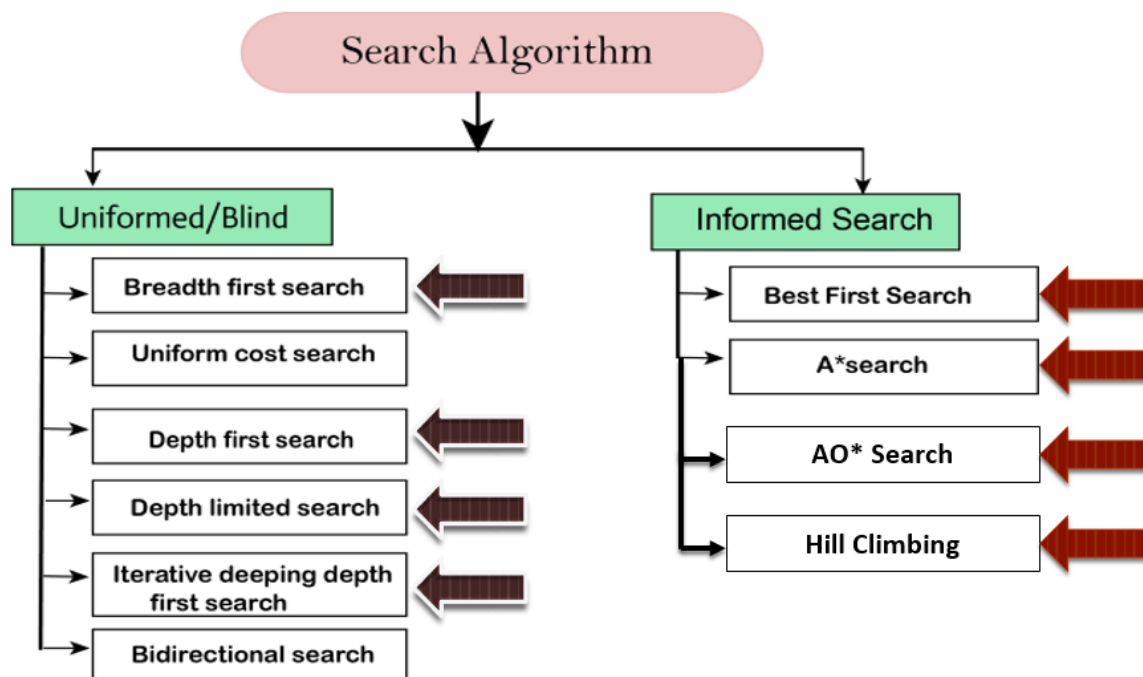 Search Algorithm
Uniformed/Blind
Breadth first search
Uniform cost search
Depth first search
Depth limited search
Iterative deeping depth
first search
Bidirectional search
Informed Search
Best First Search
A*search
AO* Search
Hill Climbing